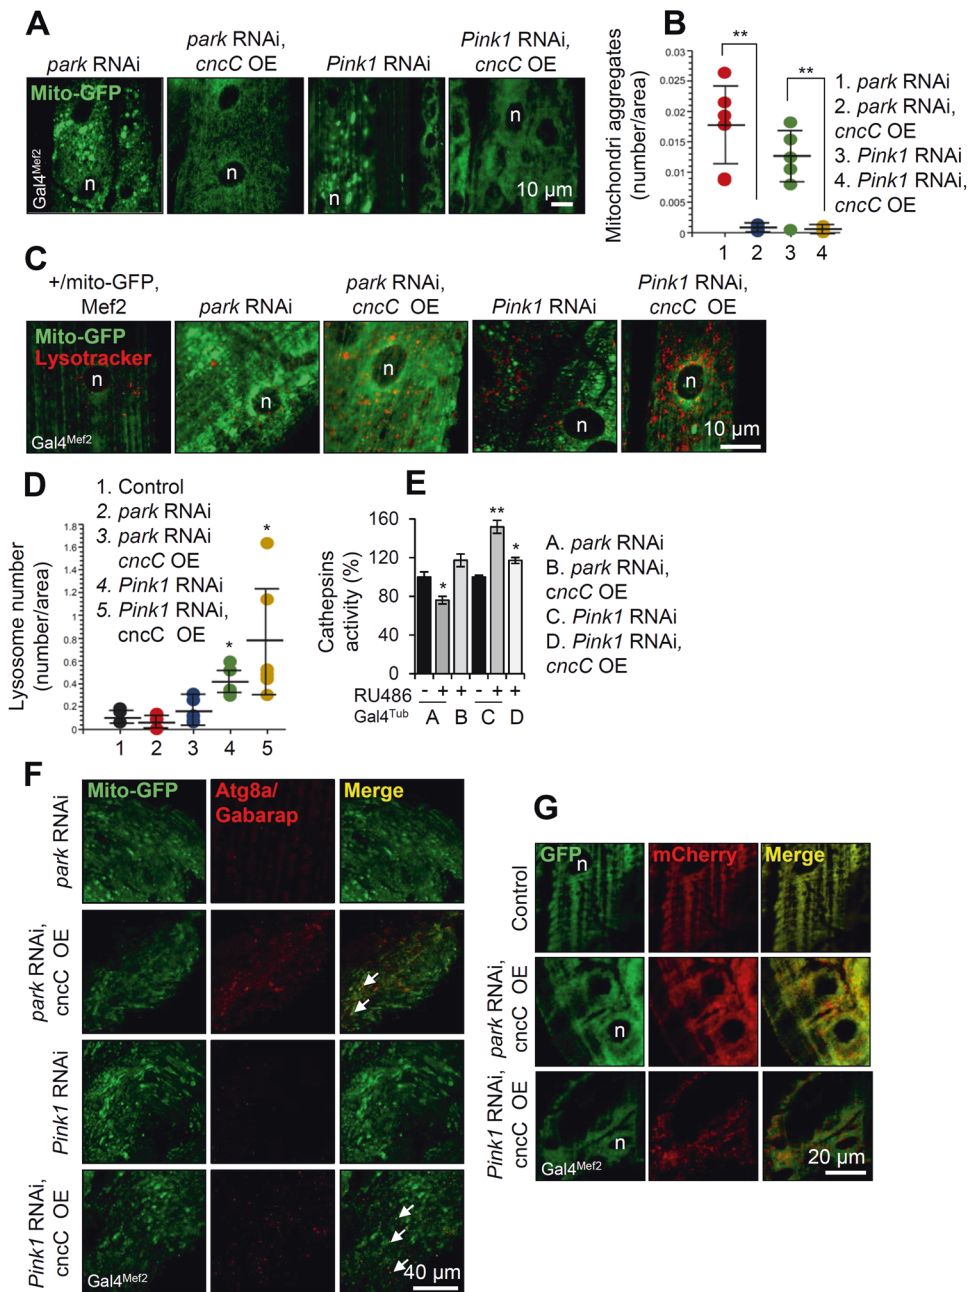 A
park RNAi
park RNAi,
cncC OE
Pink1 RNAi
Pink1 RNAi,
cncC OE
Mito-GFP
Gal4Mef2
n
n
n
10 µm
B
Mitochondri aggregates
(number/area)
0.03
0.025
0.02
0.015
0.01
0.005
0
**
**
1 2 3 4
1. park RNAi
2. park RNAi,
cncC OE
3. Pink1 RNAi
4. Pink1 RNAi,
cncC OE
C
+/mito-GFP,
Mef2
park RNAi
park RNAi,
cncC OE
Pink1 RNAi
Pink1 RNAi,
cncC OE
Mito-GFP
Lysotracker
n
n
n
n
n
Gal4Mef2
10 µm
D
1. Control
2. park RNAi
3. park RNAi
cncC OE
4. Pink1 RNAi
5. Pink1 RNAi,
cncC OE
Lysosome number
(number/area)
1.8
1.6
1.4
1.2
1
0.8
0.6
0.4
0.2
0
*
*
1 2 3 4 5
E
Cathepsins
activity (%)
160
120
80
40
0
*
**
*
RU486 - + + - + +
Gal4Tub A B C D
A. park RNAi
B. park RNAi,
cncC OE
C. Pink1 RNAi
D. Pink1 RNAi,
cncC OE
F
Mito-GFP
Atg8a/
Gabarap
Merge
park RNAi
park RNAi,
cncC OE
Pink1 RNAi
Pink1 RNAi,
cncC OE
Gal4Mef2
40 µm
G
GFP
mCherry
Merge
n
Control
park RNAi,
cncC OE
n
Pink1 RNAi,
cncC OE
n
Gal4Mef2
20 µm